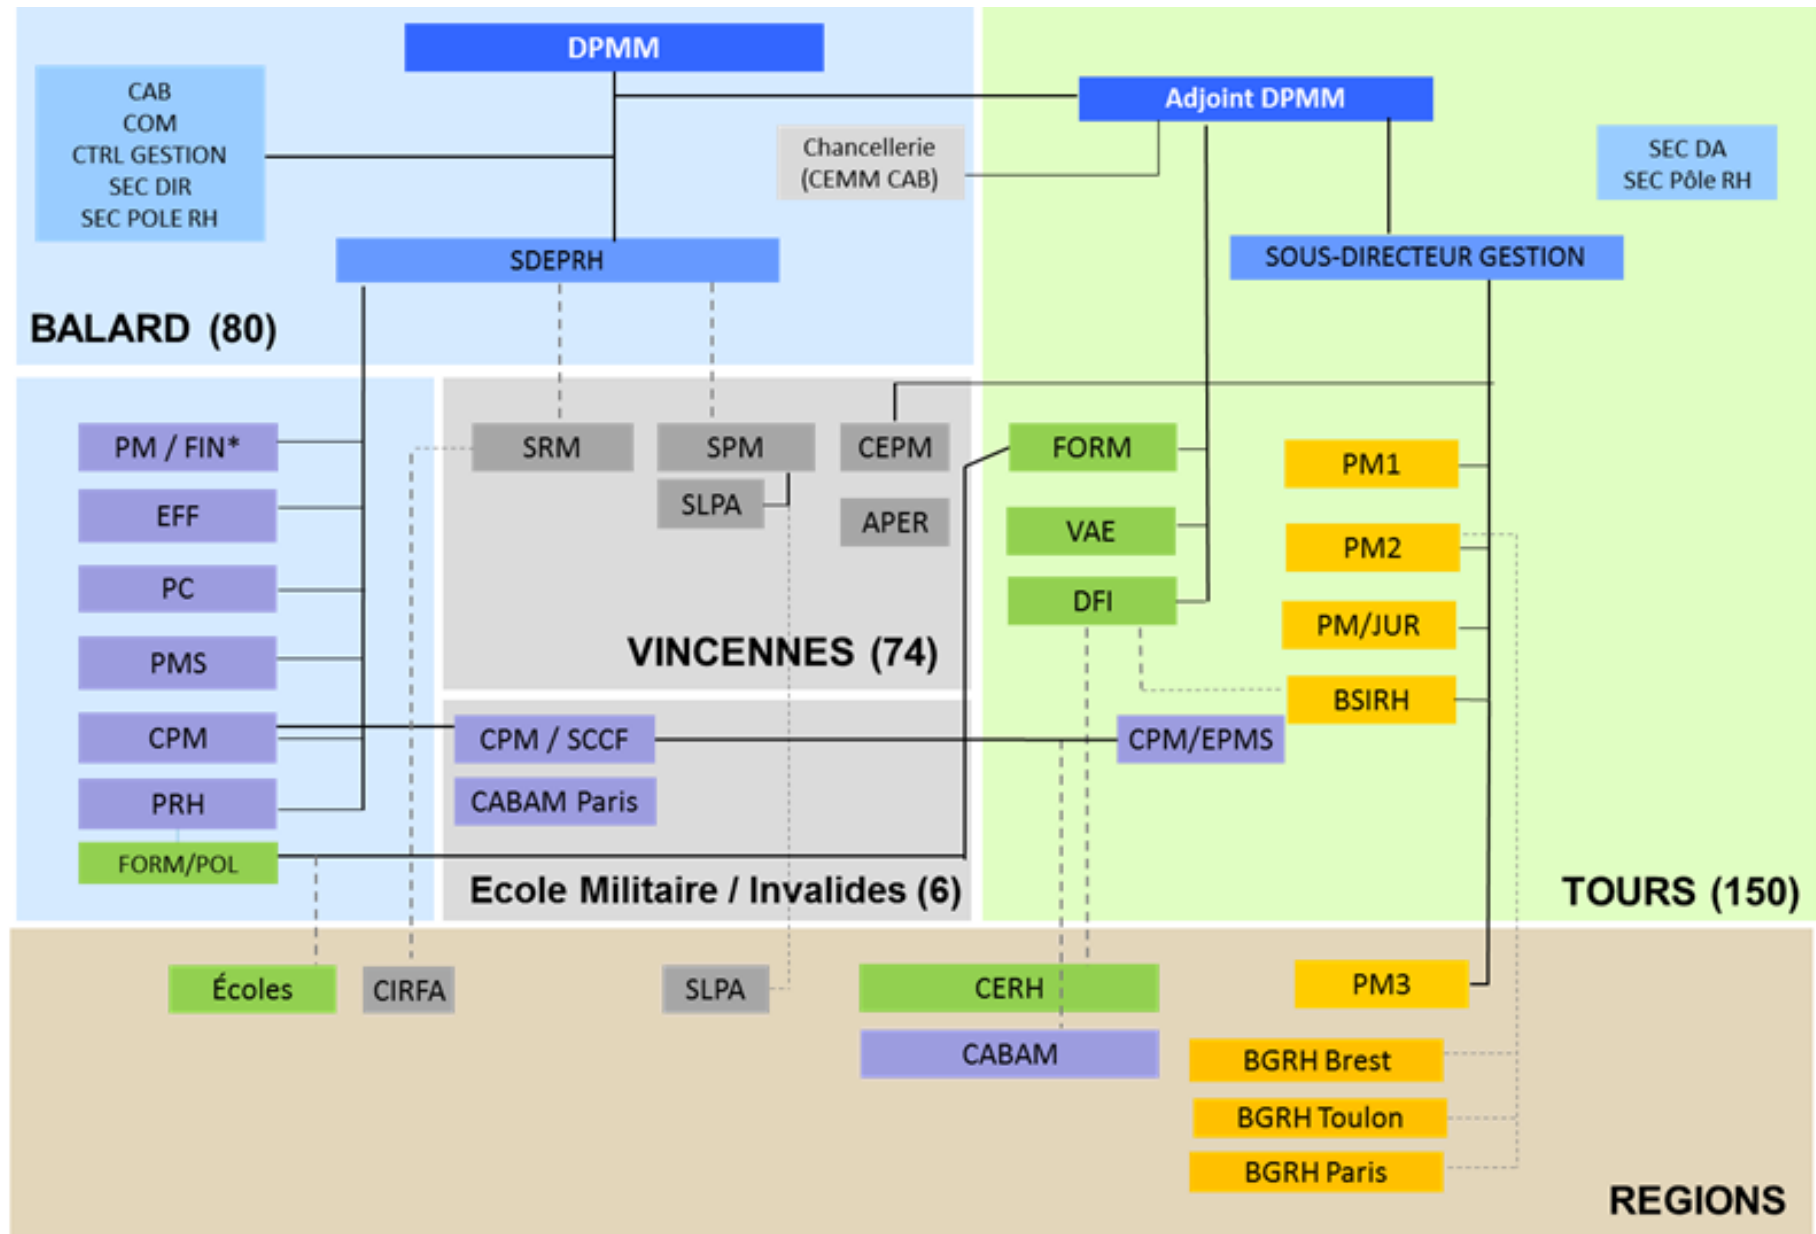 DPMM
CAB
COM
CTRL GESTION
SEC DIR
SEC POLE RH
Adjoint DPMM
Chancellerie
(CEMM CAB)
SEC DA
SEC Pôle RH
SDEPRH
SOUS-DIRECTEUR GESTION
BALARD (80)
PM / FIN*
EFF
PC
PMS
CPM
PRH
FORM/POL
SRM
SPM
SLPA
CEPM
APER
VINCENNES (74)
CPM / SCCF
CABAM Paris
Ecole Militaire / Invalides (6)
FORM
VAE
DFI
PM1
PM2
PM/JUR
BSIRH
CPM/EPMS
TOURS (150)
Écoles
CIRFA
SLPA
CERH
CABAM
PM3
BGRH Brest
BGRH Toulon
BGRH Paris
REGIONS